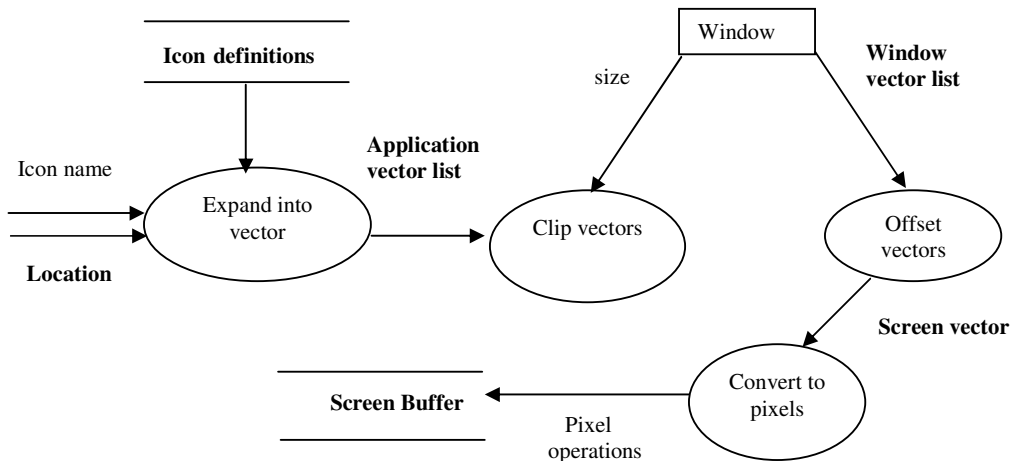 Icon definitions
Window
size
Window
vector list
Icon name
Application
vector list
Expand into
vector
Clip vectors
Offset
vectors
Location
Screen vector
Screen Buffer
Convert to
pixels
Pixel
operations